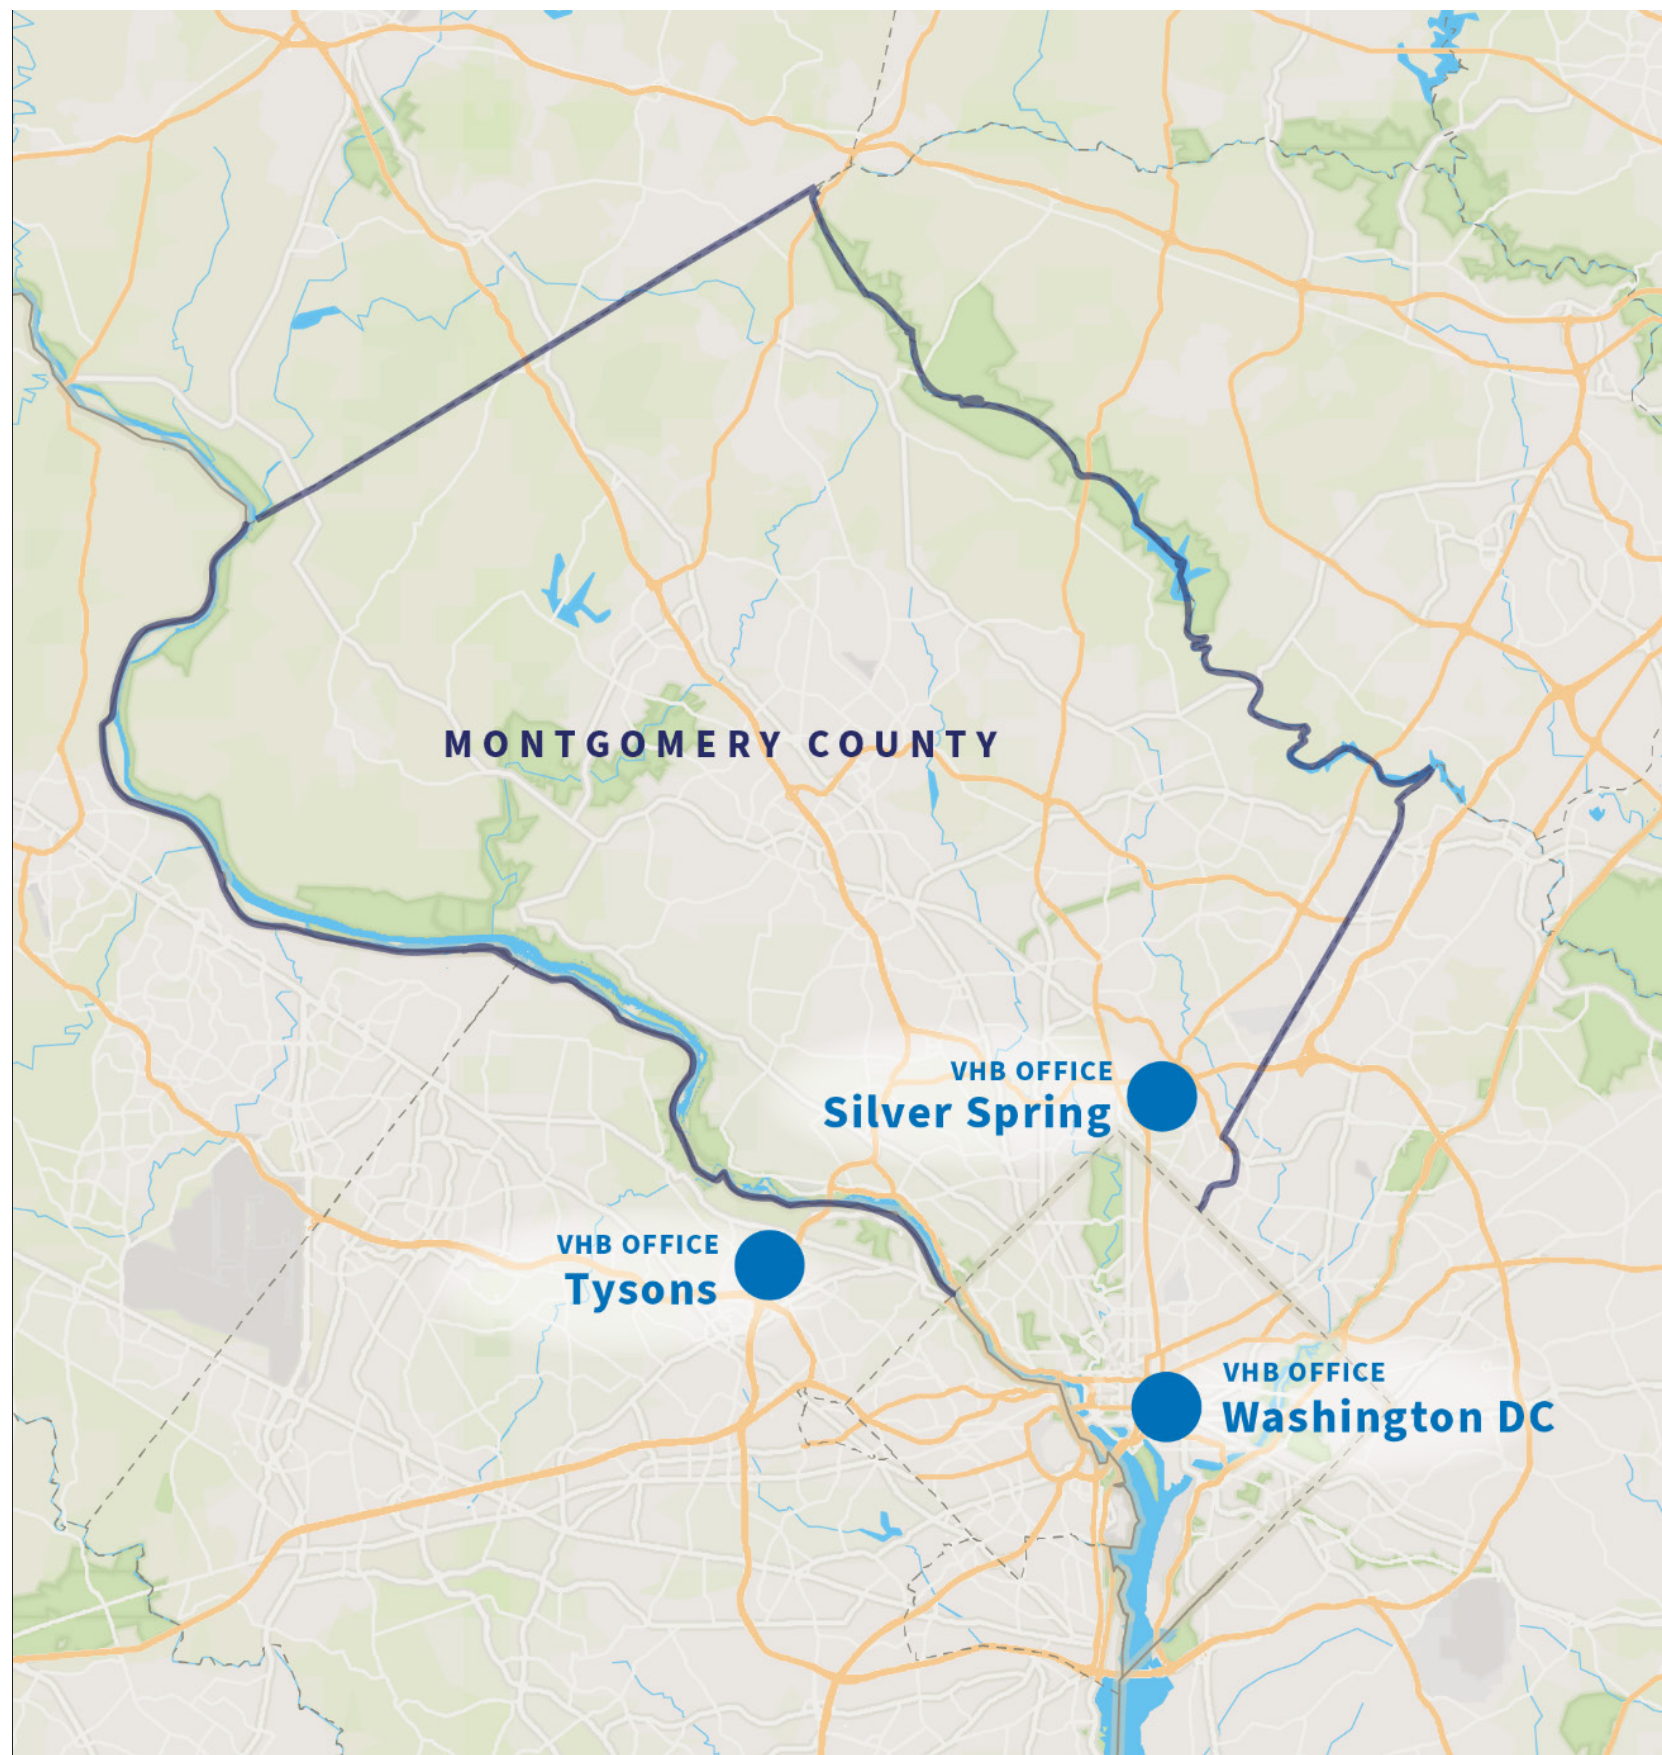 MONTGOMERY COUNTY
VHB OFFICE
Silver Spring
VHB OFFICE
Tysons
VHB OFFICE
Washington DC